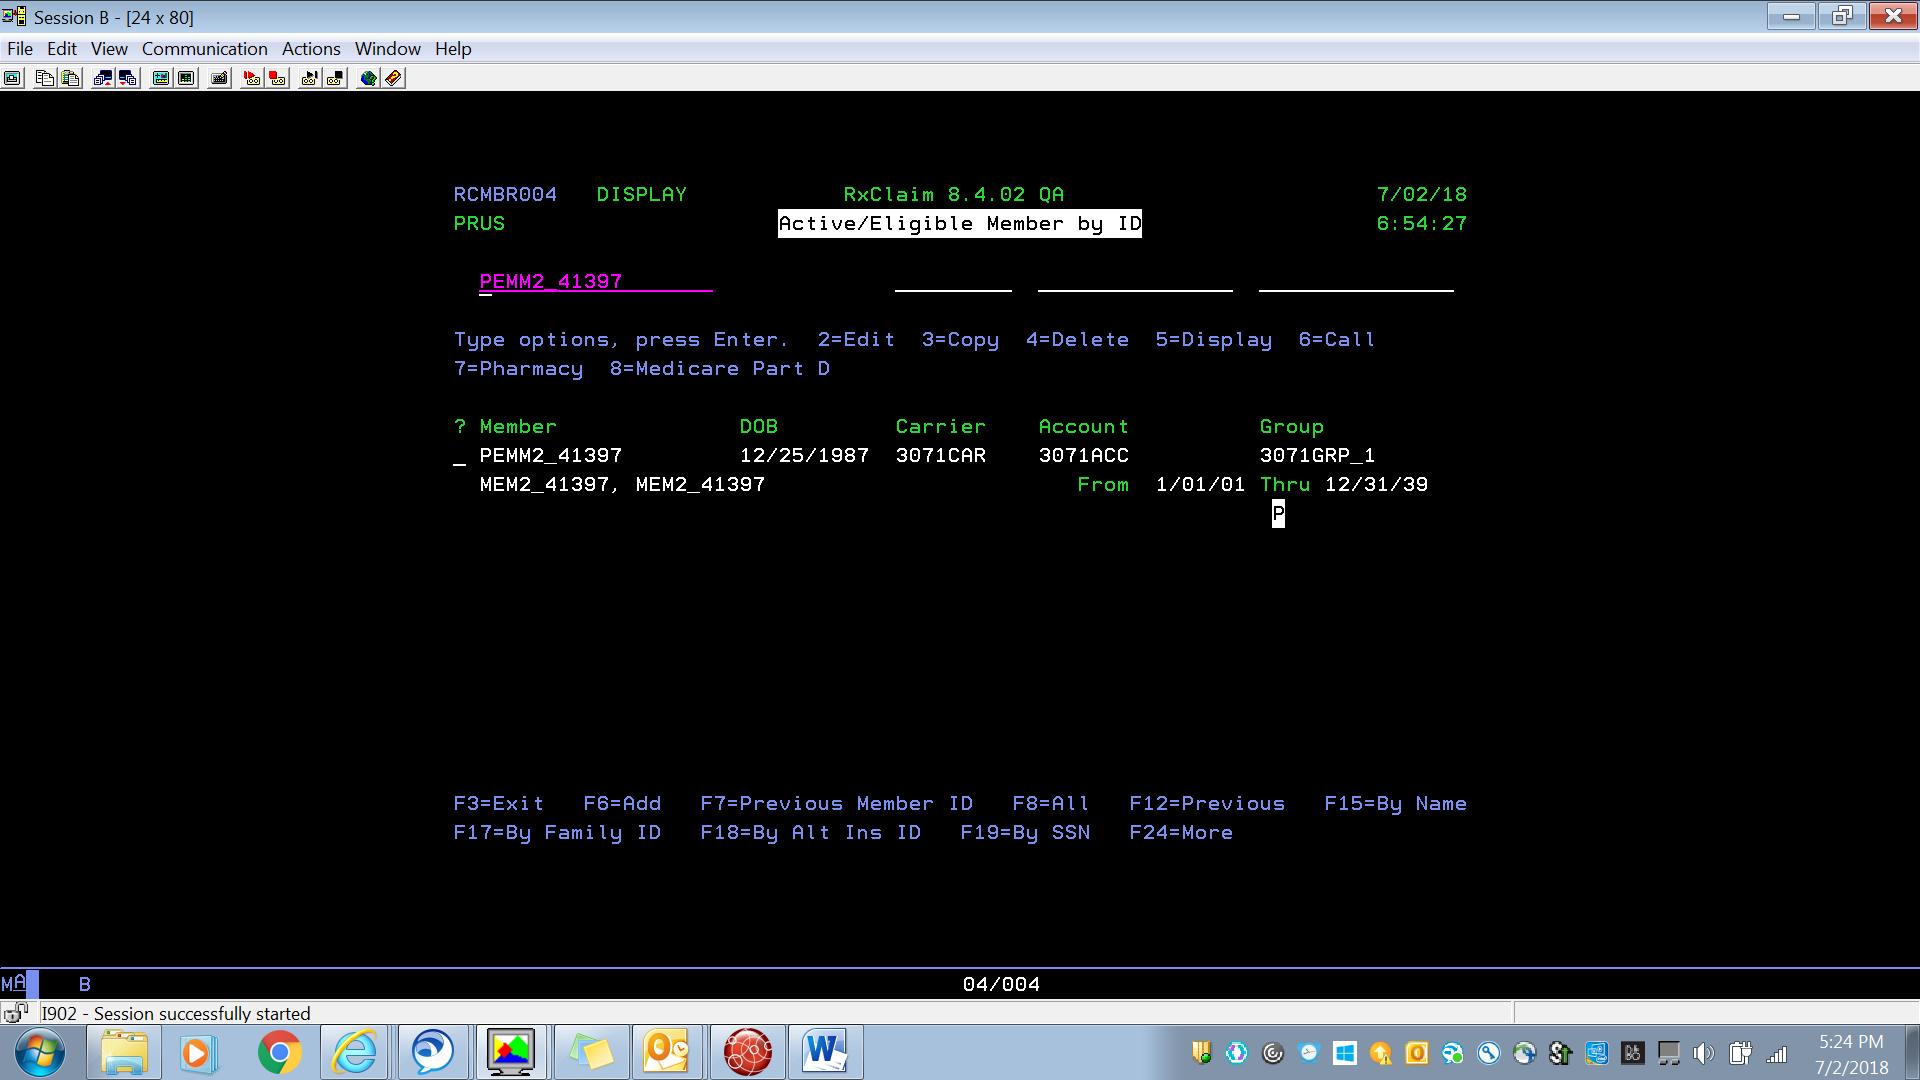 Session B - [24 x 80]
File Edit View Communication Actions Window Help
RCMBR004 DISPLAY RxClaim 8.4.02 QA 7/02/18
PRUS Active/Eligible Member by ID 6:54:27
PEMM2_41397
Type options, press Enter. 2=Edit 3=Copy 4=Delete 5=Display 6=Call
7=Pharmacy 8=Medicare Part D
? Member DOB Carrier Account Group
_ PEMM2_41397 12/25/1987 3071CAR 3071ACC 3071GRP_1
MEM2_41397, MEM2_41397 From 1/01/01 Thru 12/31/39
P
F3=Exit F6=Add F7=Previous Member ID F8=All F12=Previous F15=By Name
F17=By Family ID F18=By Alt Ins ID F19=By SSN F24=More
MA B 04/004
I902 - Session successfully started
5:24 PM
7/2/2018